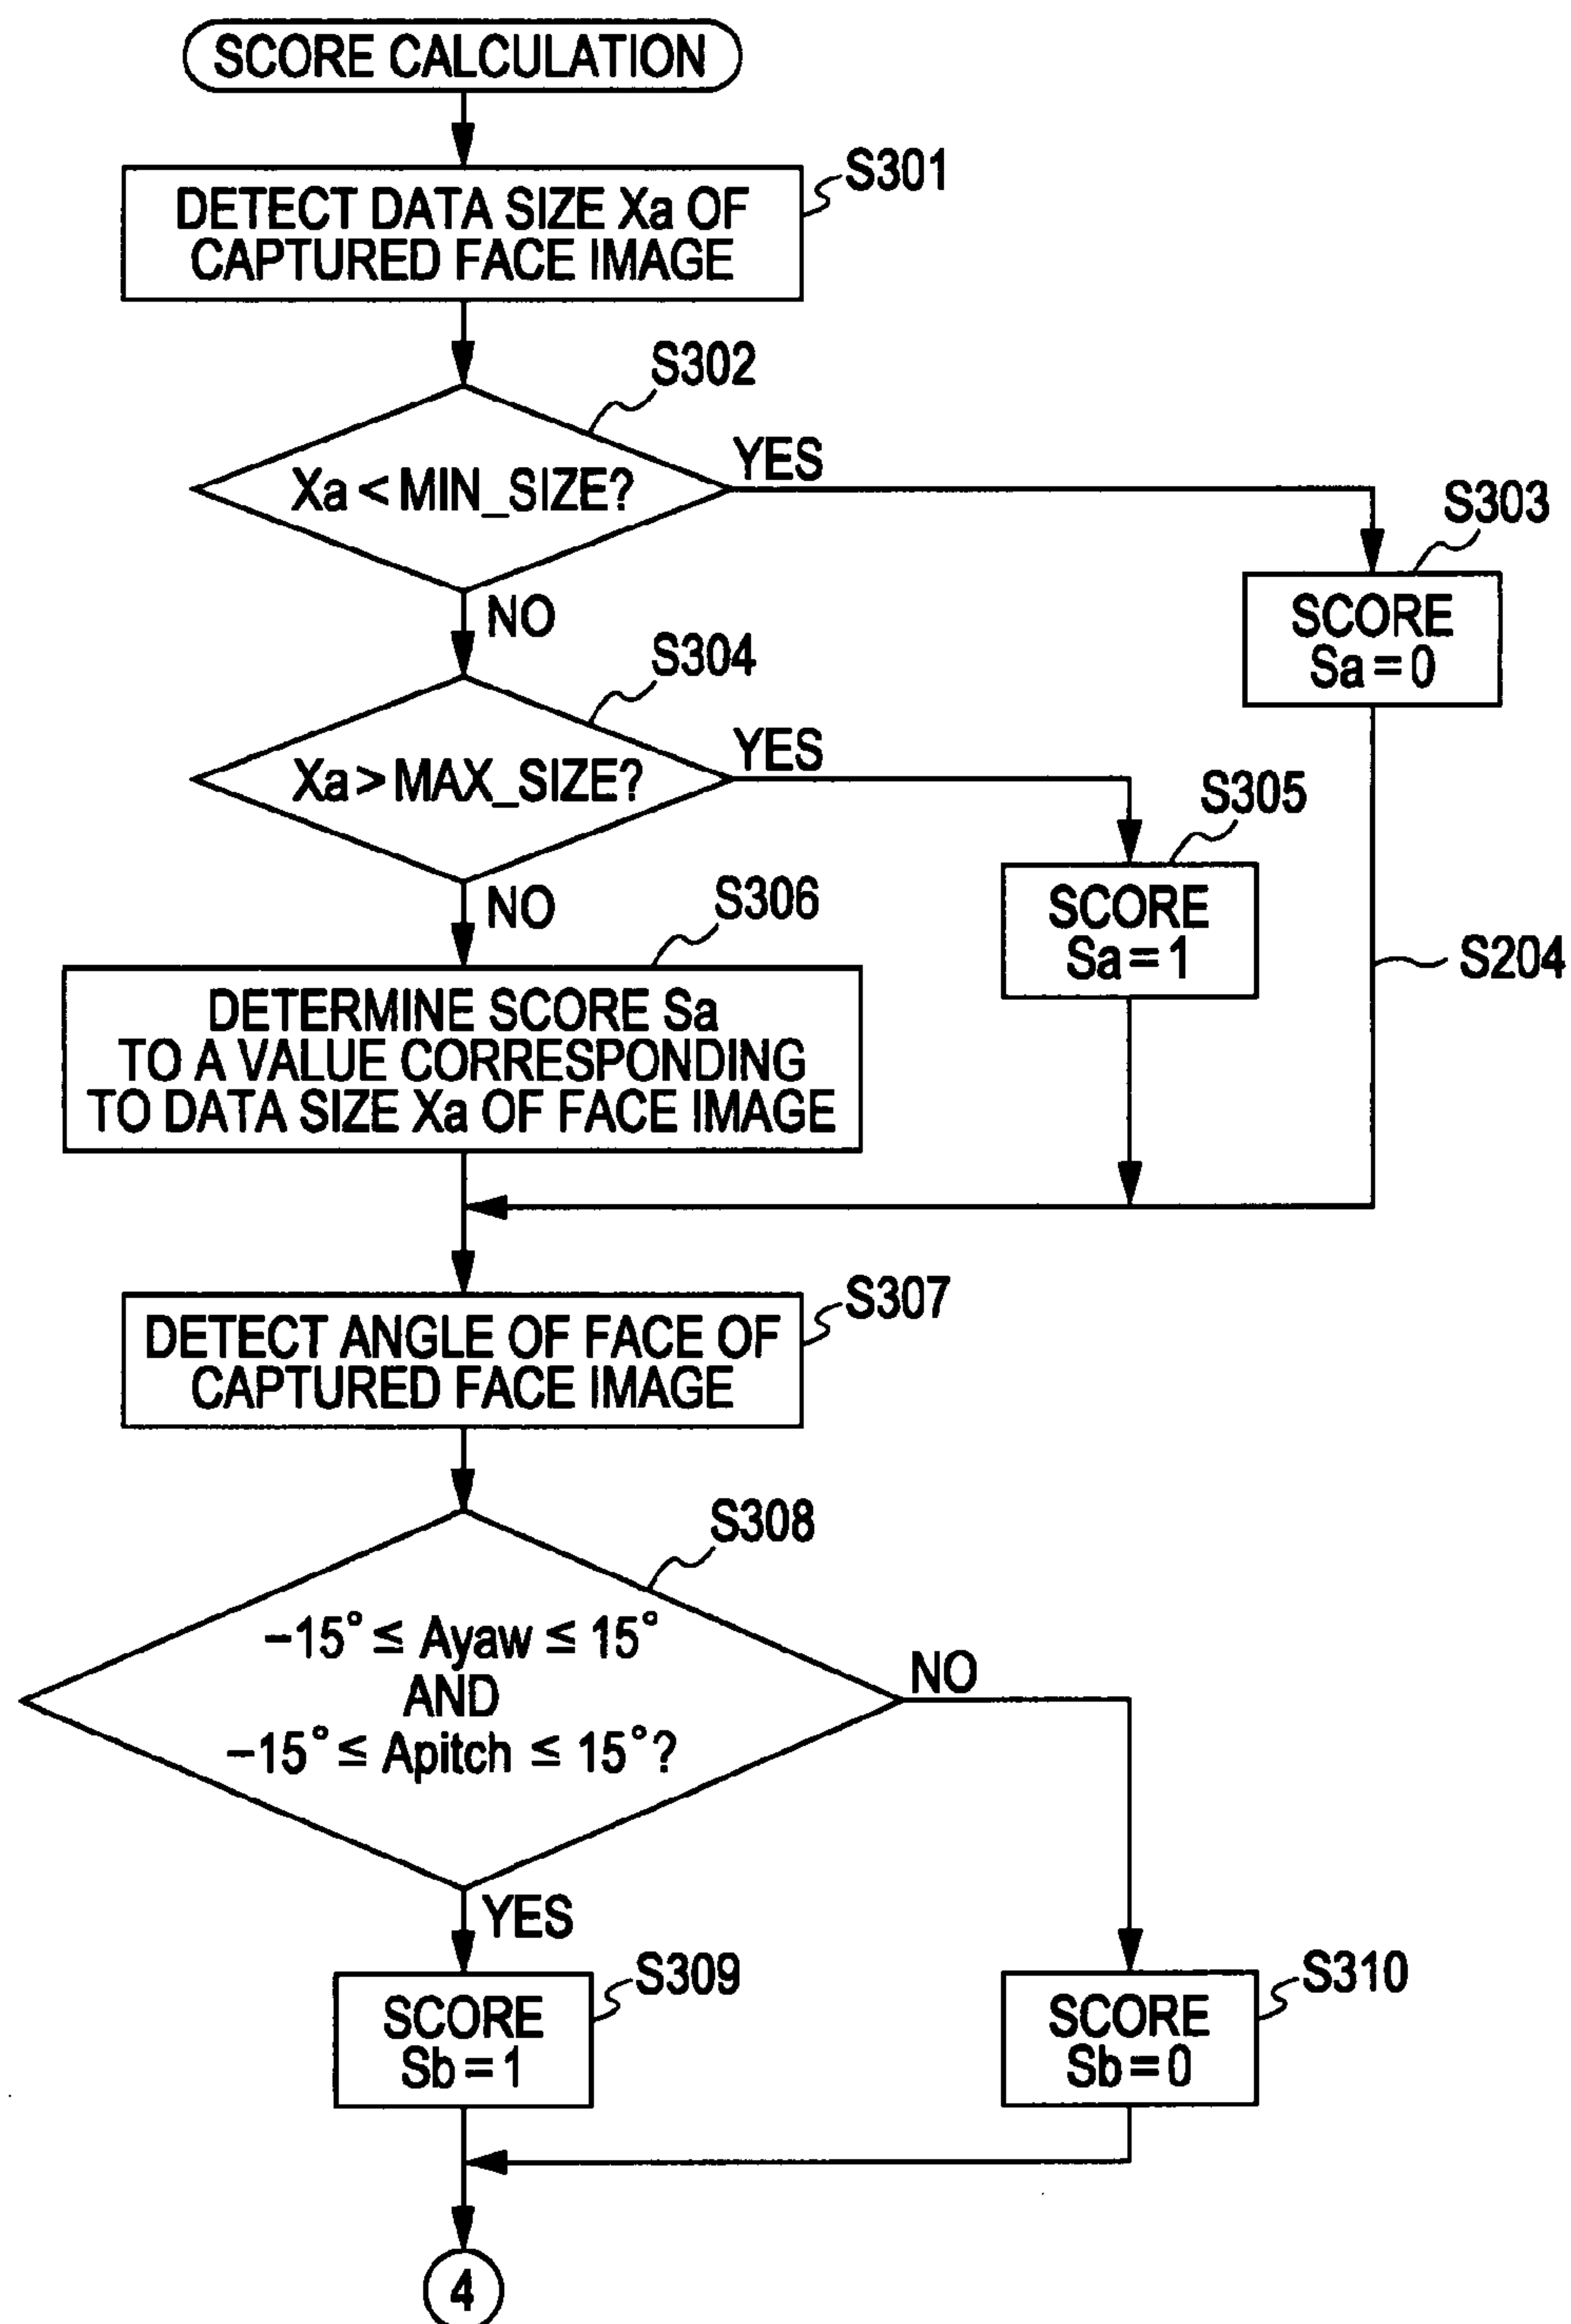 SCORE CALCULATION
S301
DETECT DATA SIZE Xa OF
CAPTURED FACE IMAGE
S302
Xa < MIN_SIZE?
YES
NO
S303
SCORE
Sa = 0
S304
Xa > MAX_SIZE?
YES
NO
S305
SCORE
Sa = 1
S204
S306
DETERMINE SCORE Sa
TO A VALUE CORRESPONDING
TO DATA SIZE Xa OF FACE IMAGE
S307
DETECT ANGLE OF FACE OF
CAPTURED FACE IMAGE
S308
−15° ≤ Ayaw ≤ 15°
AND
−15° ≤ Apitch ≤ 15°?
NO
YES
S309
SCORE
Sb = 1
S310
SCORE
Sb = 0
4